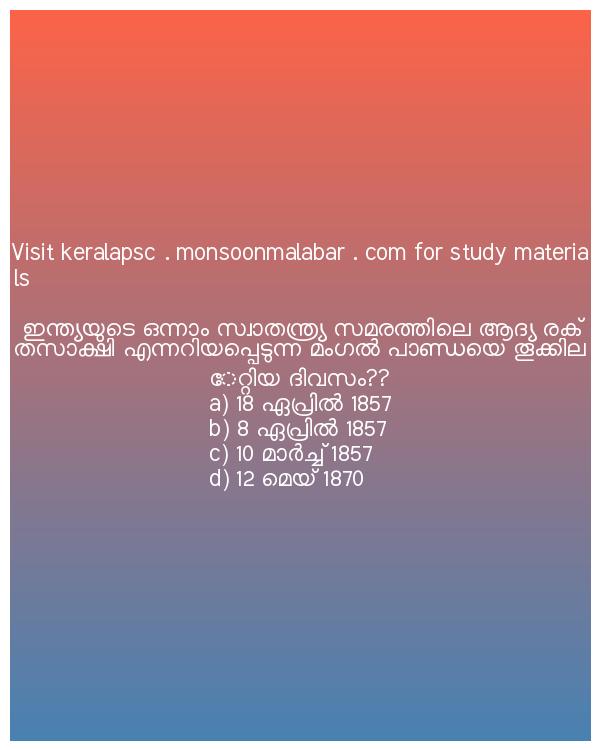 Visit keralapsc . monsoonmalabar . com for study materia
ls
ഇന്ത്യയുടെ ഒന്നാം സ്വാതന്ത്ര്യ സമരത്തിലെ ആദ്യ രക്
തസാക്ഷി എന്നറിയപ്പെടുന്ന മംഗൽ പാണ്ഡയെ തൂക്കില
േറ്റിയ ദിവസം??
a) 18 ഏപ്രിൽ 1857
b) 8 ഏപ്രിൽ 1857
c) 10 മാർച്ച് 1857
d) 12 മെയ് 1870